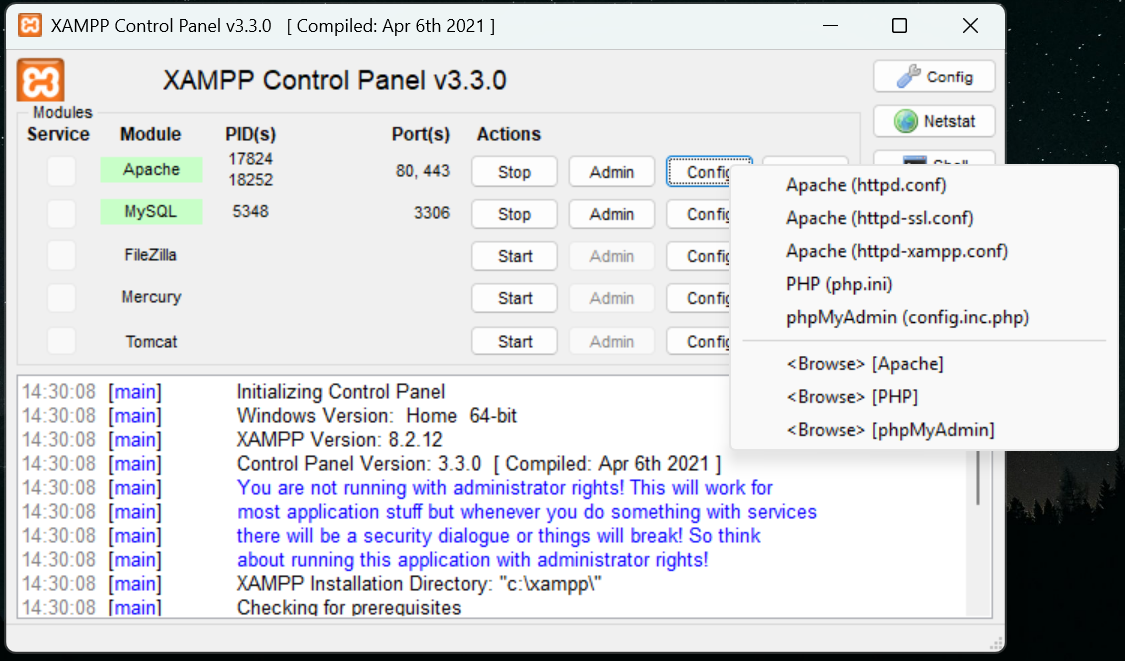 XAMPP Control Panel v3.3.0 [ Compiled: Apr 6th 2021 ]
XAMPP Control Panel v3.3.0
Config
Netstat
Modules
Service Module PID(s) Port(s) Actions
Apache 17824 18252 80, 443 Stop Admin Config
MySQL 5348 3306 Stop Admin Config
FileZilla Start Admin Config
Mercury Start Admin Config
Tomcat Start Admin Config
Apache (httpd.conf)
Apache (httpd-ssl.conf)
Apache (httpd-xampp.conf)
PHP (php.ini)
phpMyAdmin (config.inc.php)
<Browse> [Apache]
<Browse> [PHP]
<Browse> [phpMyAdmin]
14:30:08 [main] Initializing Control Panel
14:30:08 [main] Windows Version: Home 64-bit
14:30:08 [main] XAMPP Version: 8.2.12
14:30:08 [main] Control Panel Version: 3.3.0 [ Compiled: Apr 6th 2021 ]
14:30:08 [main] You are not running with administrator rights! This will work for
14:30:08 [main] most application stuff but whenever you do something with services
14:30:08 [main] there will be a security dialogue or things will break! So think
14:30:08 [main] about running this application with administrator rights!
14:30:08 [main] XAMPP Installation Directory: "c:\xampp\"
14:30:08 [main] Checking for prerequisites